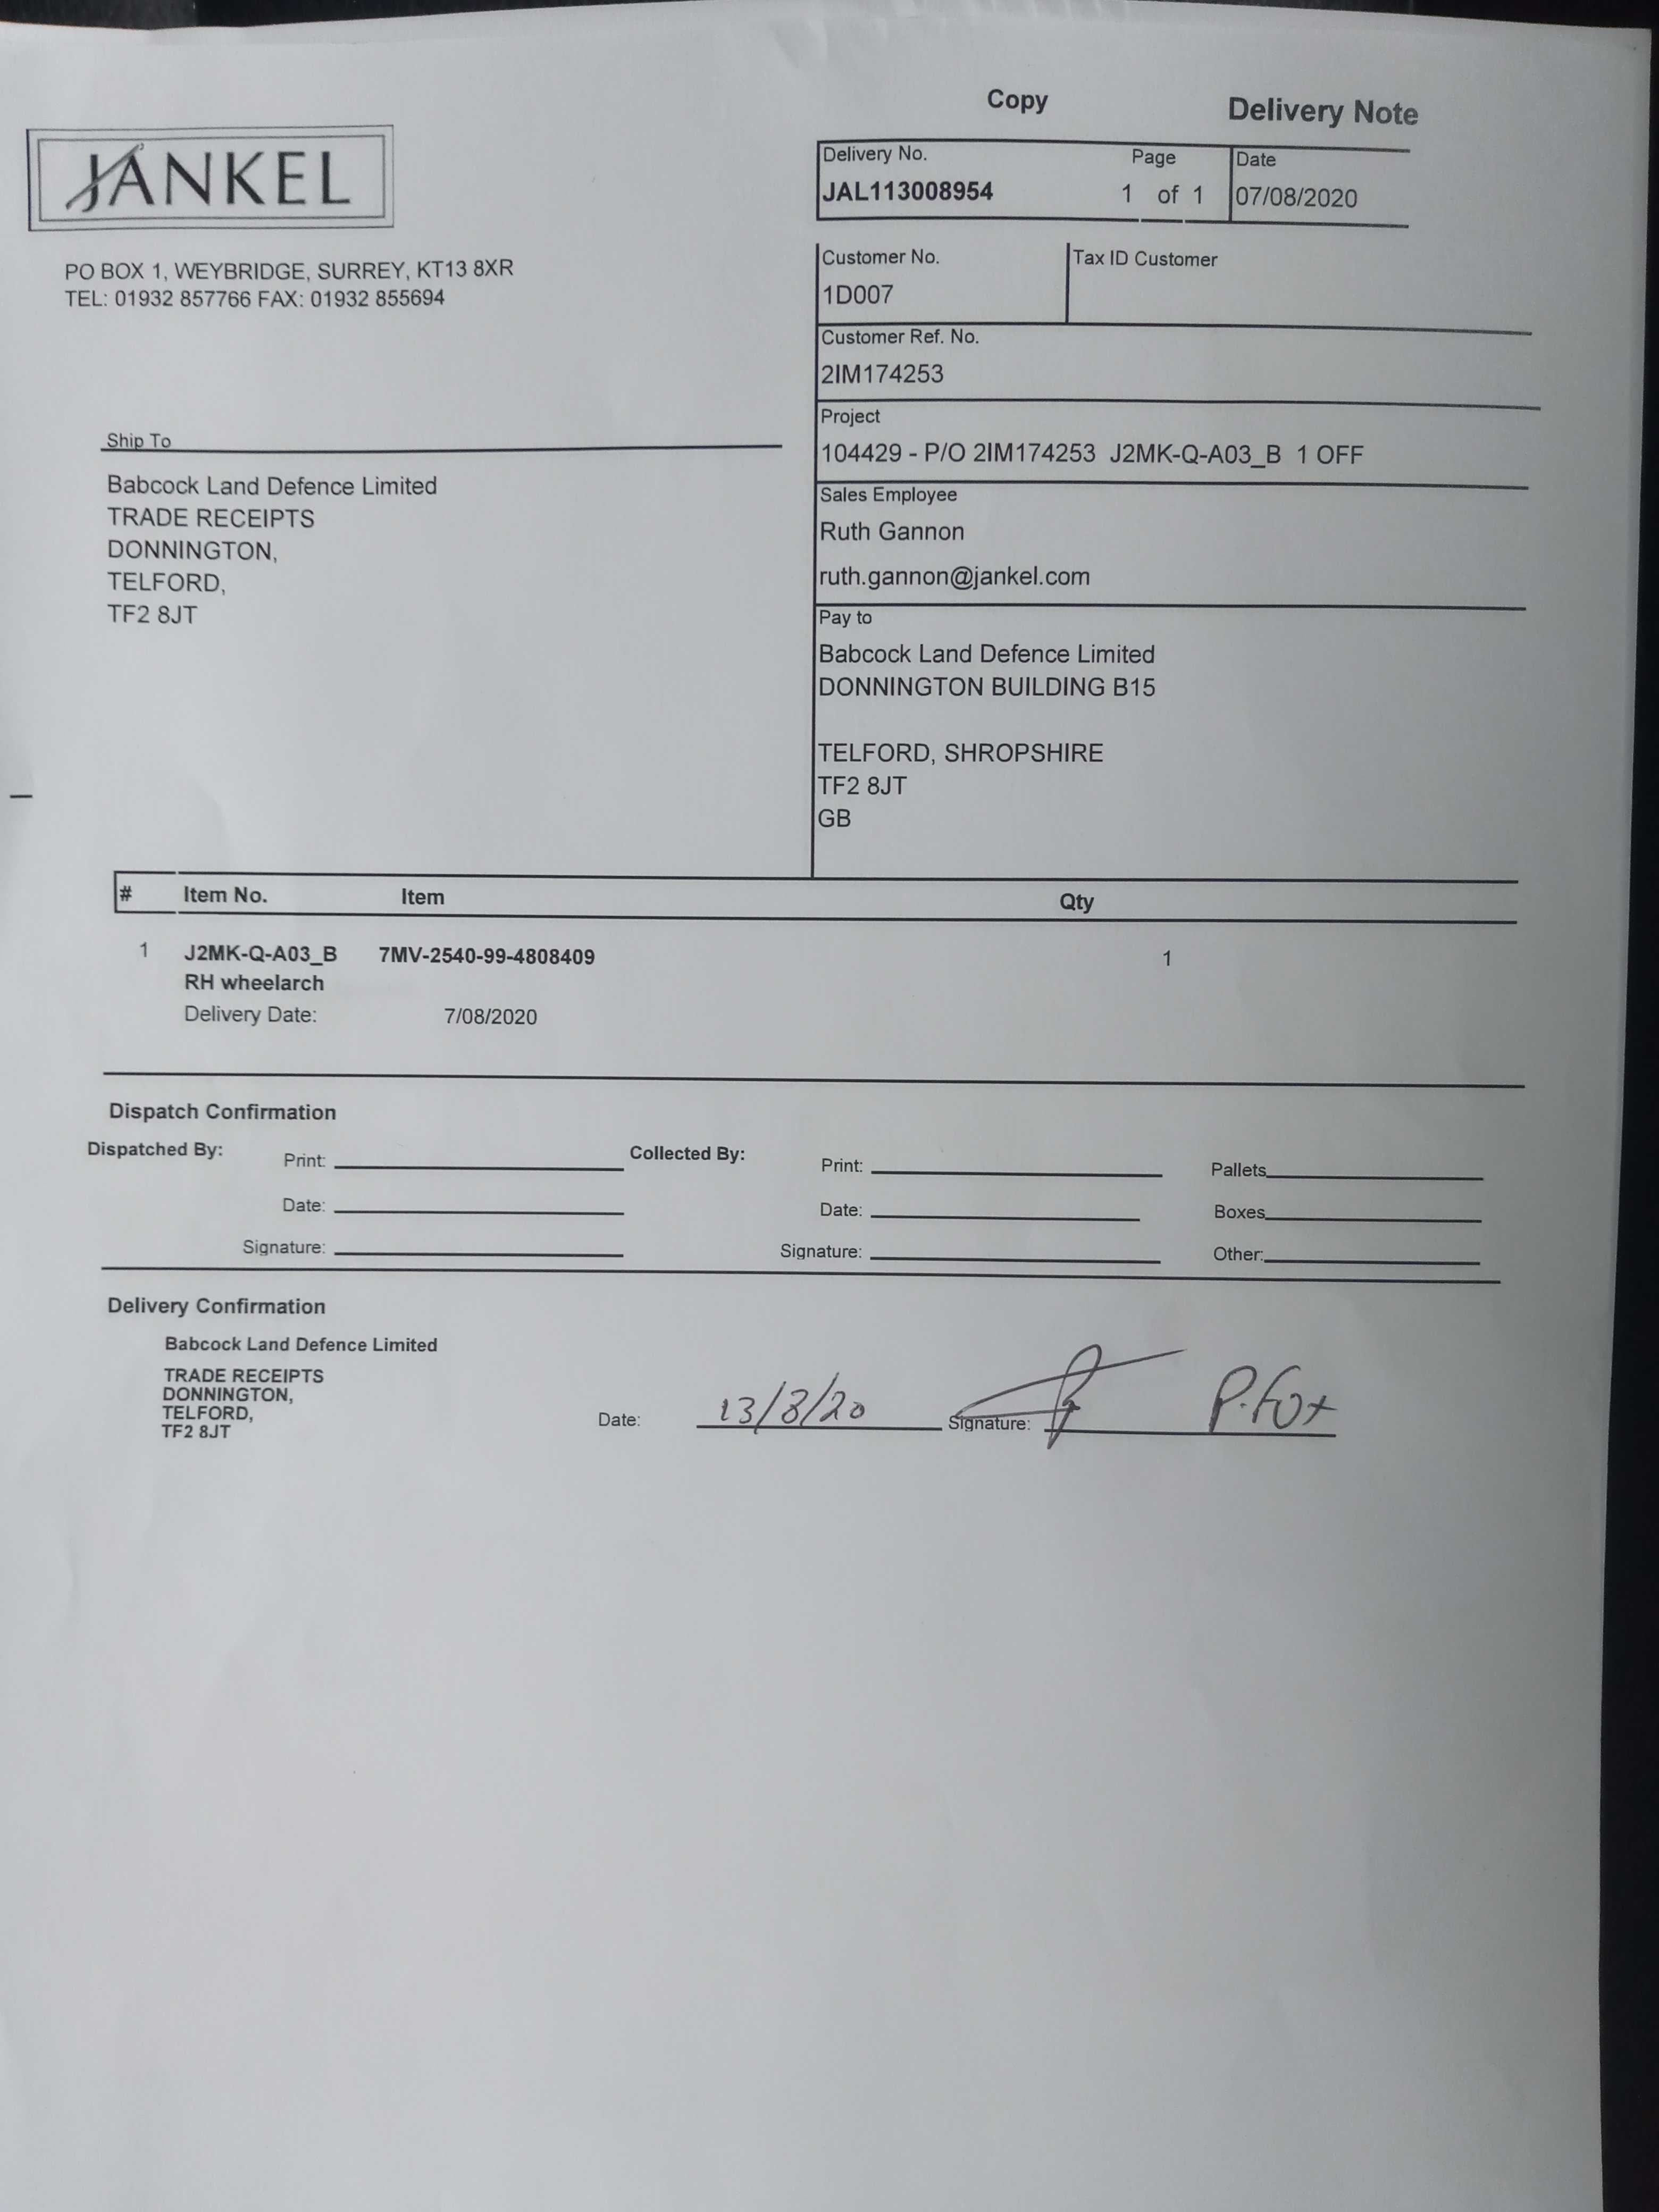 Copy
Delivery Note
JANKEL
Delivery No.
Page
Date
JAL113008954
1 of 1
07/08/2020
PO BOX 1, WEYBRIDGE, SURREY, KT13 8XR
TEL: 01932 857766 FAX: 01932 855694
Customer No.
Tax ID Customer
1D007
Customer Ref. No.
2IM174253
Project
104429 - P/O 2IM174253 J2MK-Q-A03_B 1 OFF
Sales Employee
Ruth Gannon
ruth.gannon@jankel.com
Ship To
Babcock Land Defence Limited
TRADE RECEIPTS
DONNINGTON,
TELFORD,
TF2 8JT
Pay to
Babcock Land Defence Limited
DONNINGTON BUILDING B15
TELFORD, SHROPSHIRE
TF2 8JT
GB
# Item No. Item Qty
1 J2MK-Q-A03_B 7MV-2540-99-4808409 1
RH wheelarch
Delivery Date: 7/08/2020
Dispatch Confirmation
Dispatched By: Print: Collected By: Print: Pallets
Date: Date: Boxes
Signature: Signature: Other:
Delivery Confirmation
Babcock Land Defence Limited
TRADE RECEIPTS
DONNINGTON,
TELFORD,
TF2 8JT
Date: 13/8/20 Signature: P.Fox